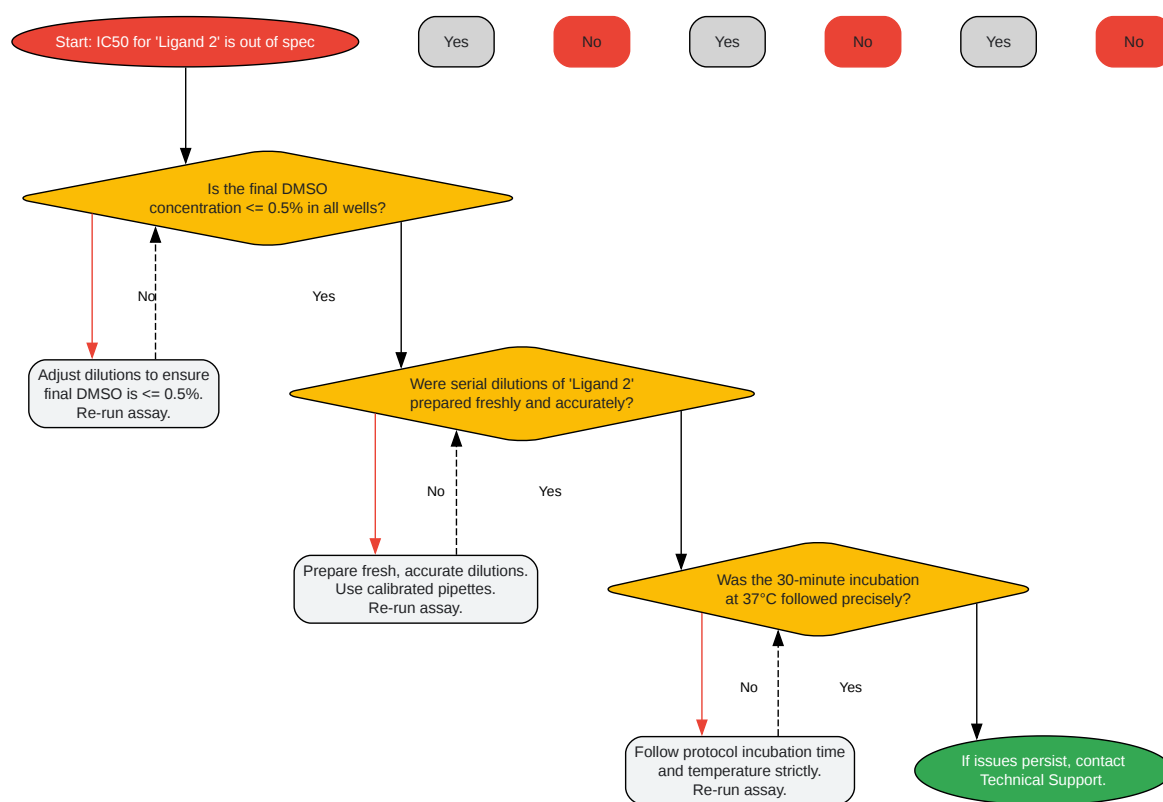 Start: IC50 for 'Ligand 2' is out of spec
Yes
No
Yes
No
Yes
No
Is the final DMSO
concentration <= 0.5% in all wells?
No
Yes
Adjust dilutions to ensure
final DMSO is <= 0.5%.
Re-run assay.
Were serial dilutions of 'Ligand 2'
prepared freshly and accurately?
No
Yes
Prepare fresh, accurate dilutions.
Use calibrated pipettes.
Re-run assay.
Was the 30-minute incubation
at 37°C followed precisely?
No
Yes
Follow protocol incubation time
and temperature strictly.
Re-run assay.
If issues persist, contact
Technical Support.